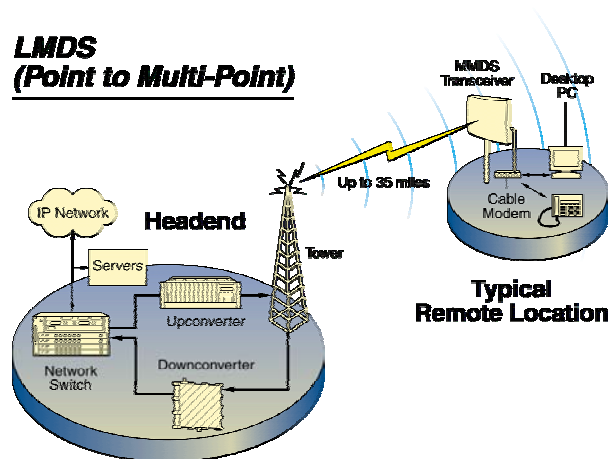 LMDS
(Point to Multi-Point)
MMDS
Transceiver
Desktop
PC
Up to 35 miles
Cable
Modem
IP Network
Headend
Servers
Tower
Typical
Remote Location
Upconverter
Network
Switch
Downconverter